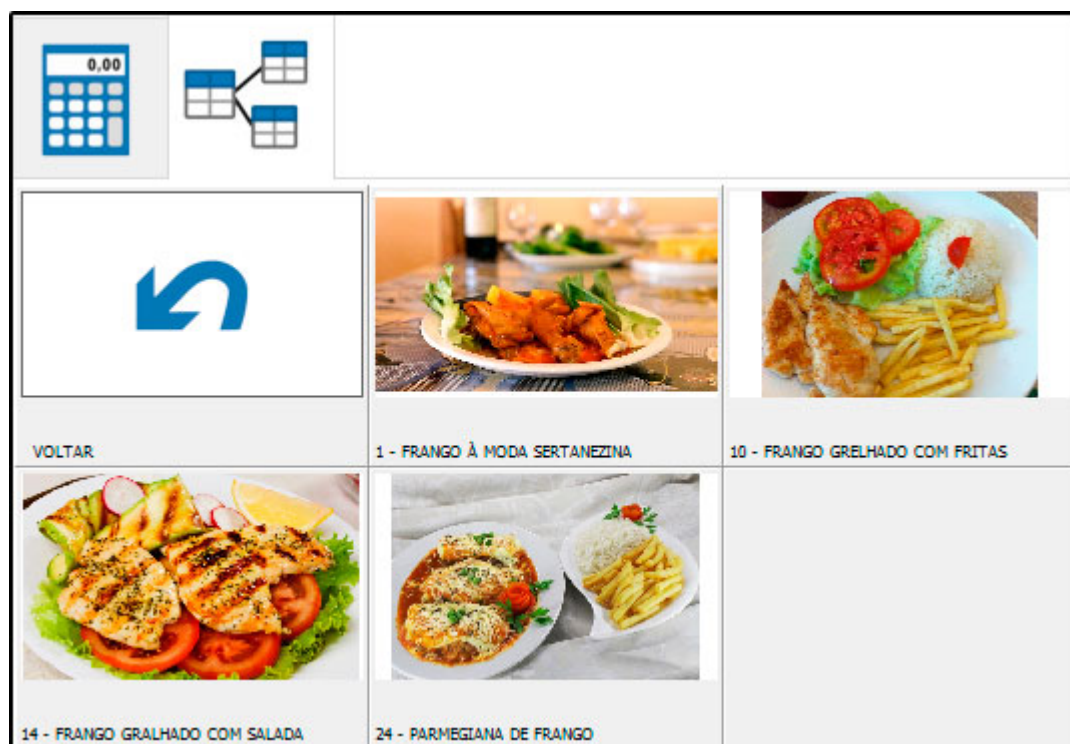 0,00
VOLTAR
1 - FRANGO À MODA SERTANEZINA
10 - FRANGO GRELHADO COM FRITAS
14 - FRANGO GRALHADO COM SALADA
24 - PARMEGIANA DE FRANGO